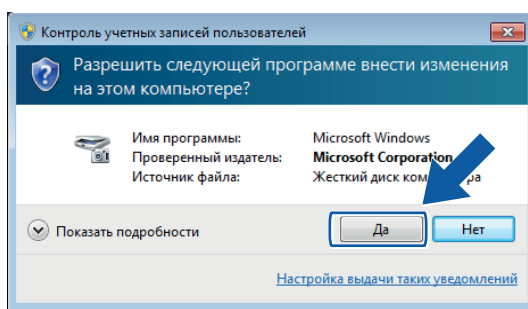 Контроль учетных записей пользователей
Разрешить следующей программе внести изменения
на этом компьютере?
Имя программы: Microsoft Windows
Проверенный издатель: Microsoft Corporation
Источник файла: Жесткий диск
Показать подробности Да Нет
Настройка выдачи таких уведомлений